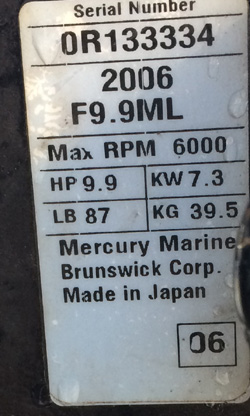 Serial Number
0R133334
2006
F9.9ML
Max RPM 6000
HP 9.9 KW 7.3
LB 87 KG 39.5
Mercury Marine
Brunswick Corp.
Made in Japan
06